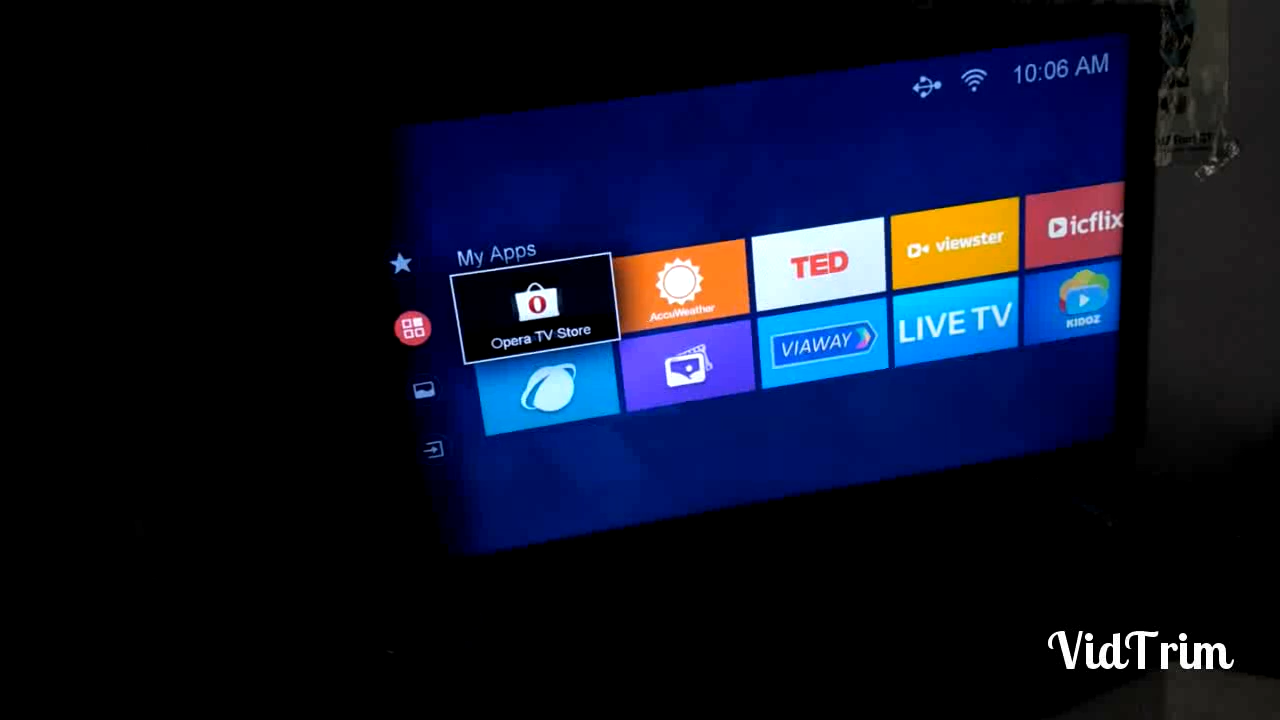 10:06 AM
My Apps
Opera TV Store
AccuWeather
TED
viewster
icflix
VIAWAY
LIVE TV
KIDOZ
VidTrim